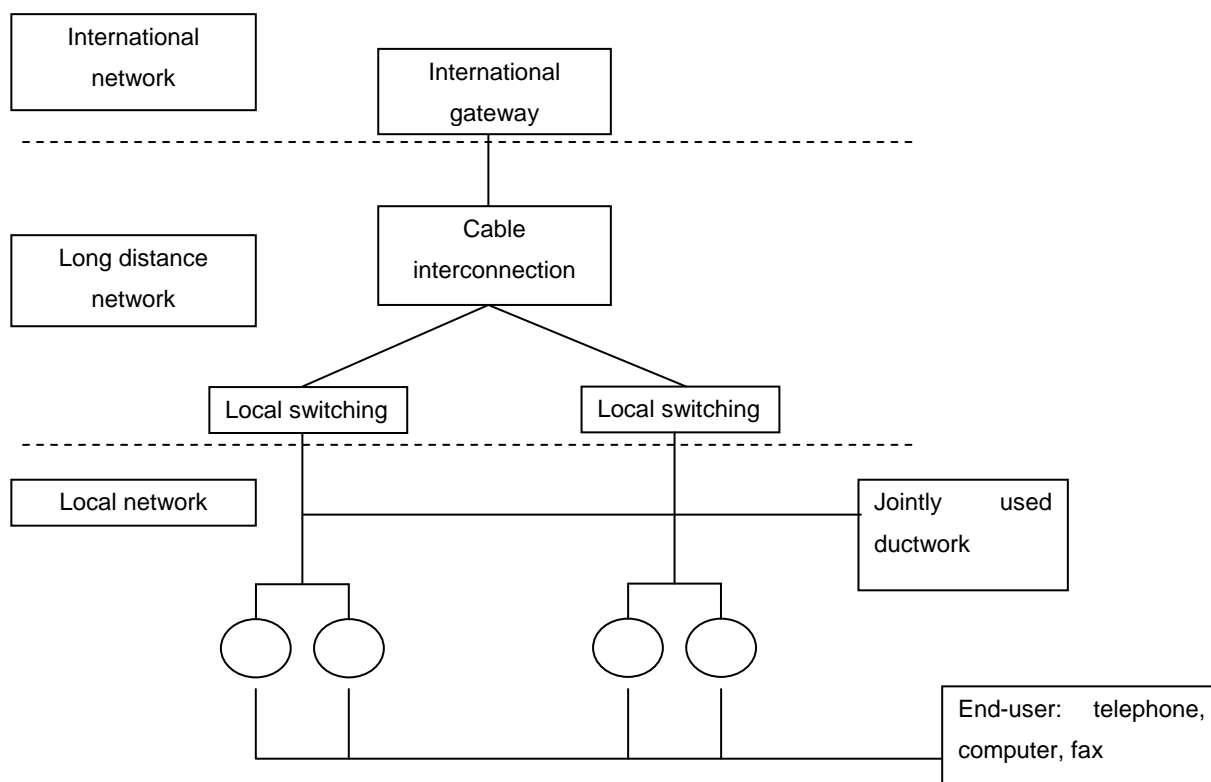 International
network
International
gateway
Cable
interconnection
Long distance
network
Local switching
Local switching
Local network
Jointly used
ductwork
End-user: telephone,
computer, fax